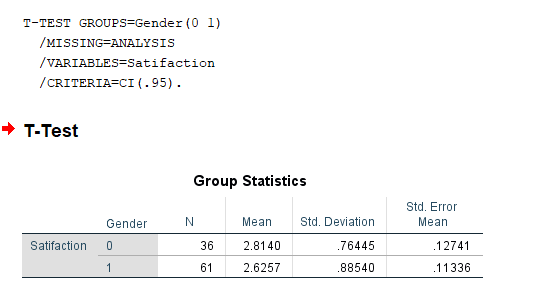 T-TEST GROUPS=Gender(0 1)
/MISSING=ANALYSIS
/VARIABLES=Satifaction
/CRITERIA=CI(.95).
T-Test
Group Statistics
Gender N Mean Std. Deviation Std. Error Mean
Satifaction 0 36 2.8140 .76445 .12741
1 61 2.6257 .88540 .11336